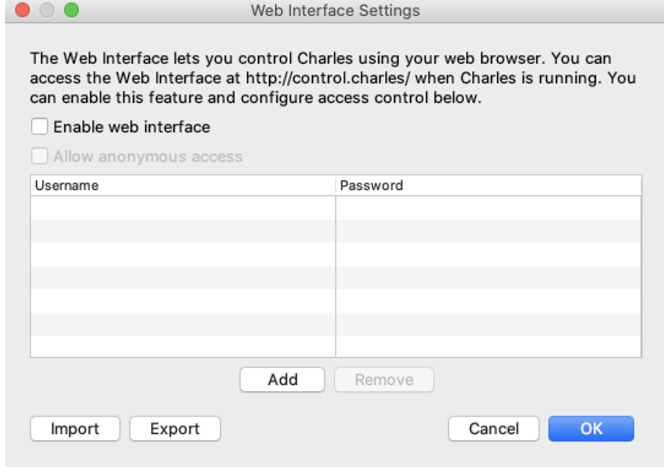 Web Interface Settings
The Web Interface lets you control Charles using your web browser. You can
access the Web Interface at http://control.charles/ when Charles is running. You
can enable this feature and configure access control below.
Enable web interface
Allow anonymous access
Username Password
Add Remove
Import Export Cancel OK